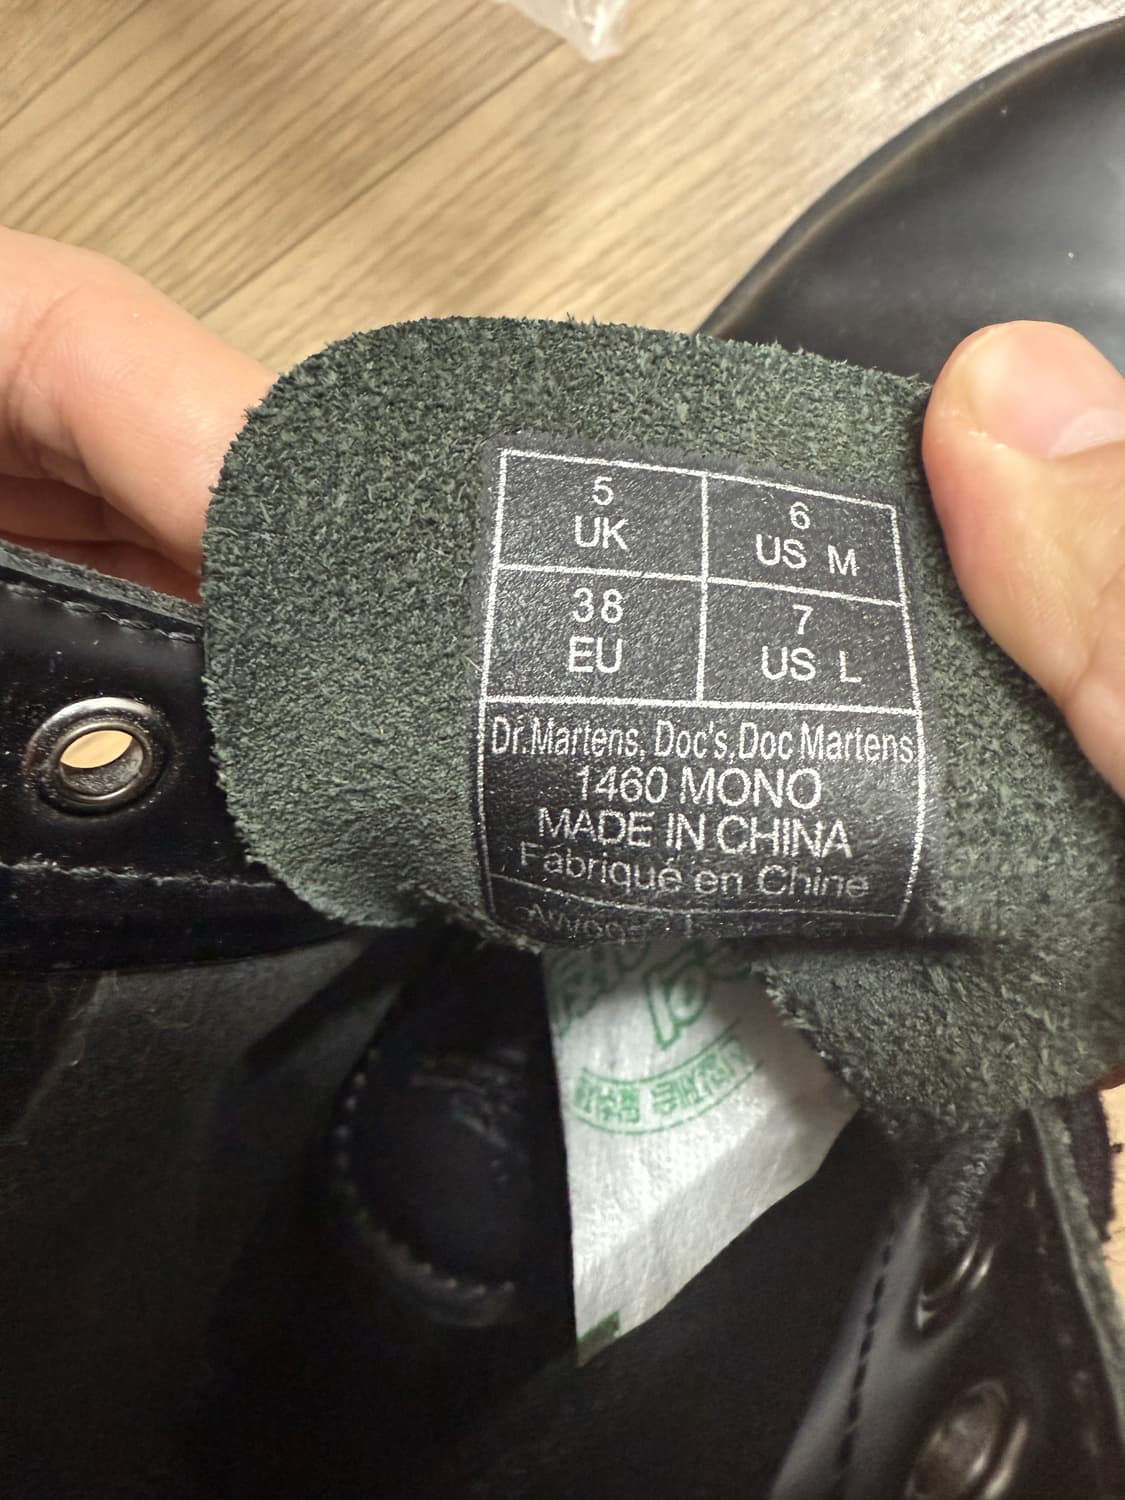 5
UK
6
US M
38
EU
7
US L
Dr.Martens, Doc's, Doc Martens
1460 MONO
MADE IN CHINA
Fabriqué en Chine